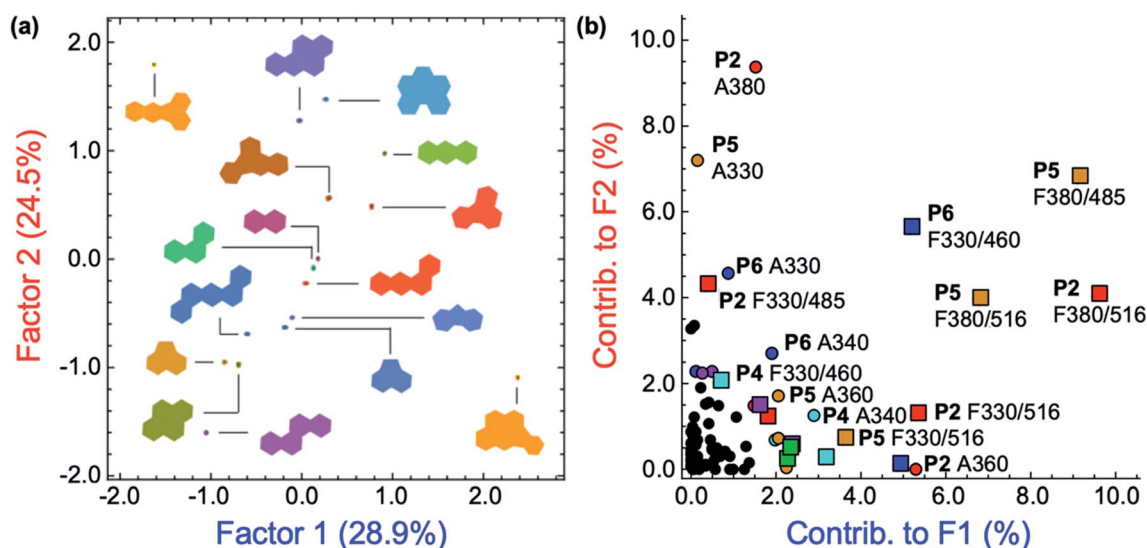 (a)
2.0
1.0
0.0
-1.0
-2.0
Factor 2 (24.5%)
-2.0 -1.0 0.0 1.0 2.0
Factor 1 (28.9%)
(b)
10.0
8.0
6.0
4.0
2.0
0.0
Contrib. to F2 (%)
P2
A380
P5
A330
P5
F380/485
P6
F330/460
P6 A330
P2 F330/485
P5
F380/516
P2
F380/516
P6 A340
P4 F330/460
P5 A360
P4 A340
P2 F330/516
P5 F330/516
P2 A360
0.0 2.0 4.0 6.0 8.0 10.0
Contrib. to F1 (%)